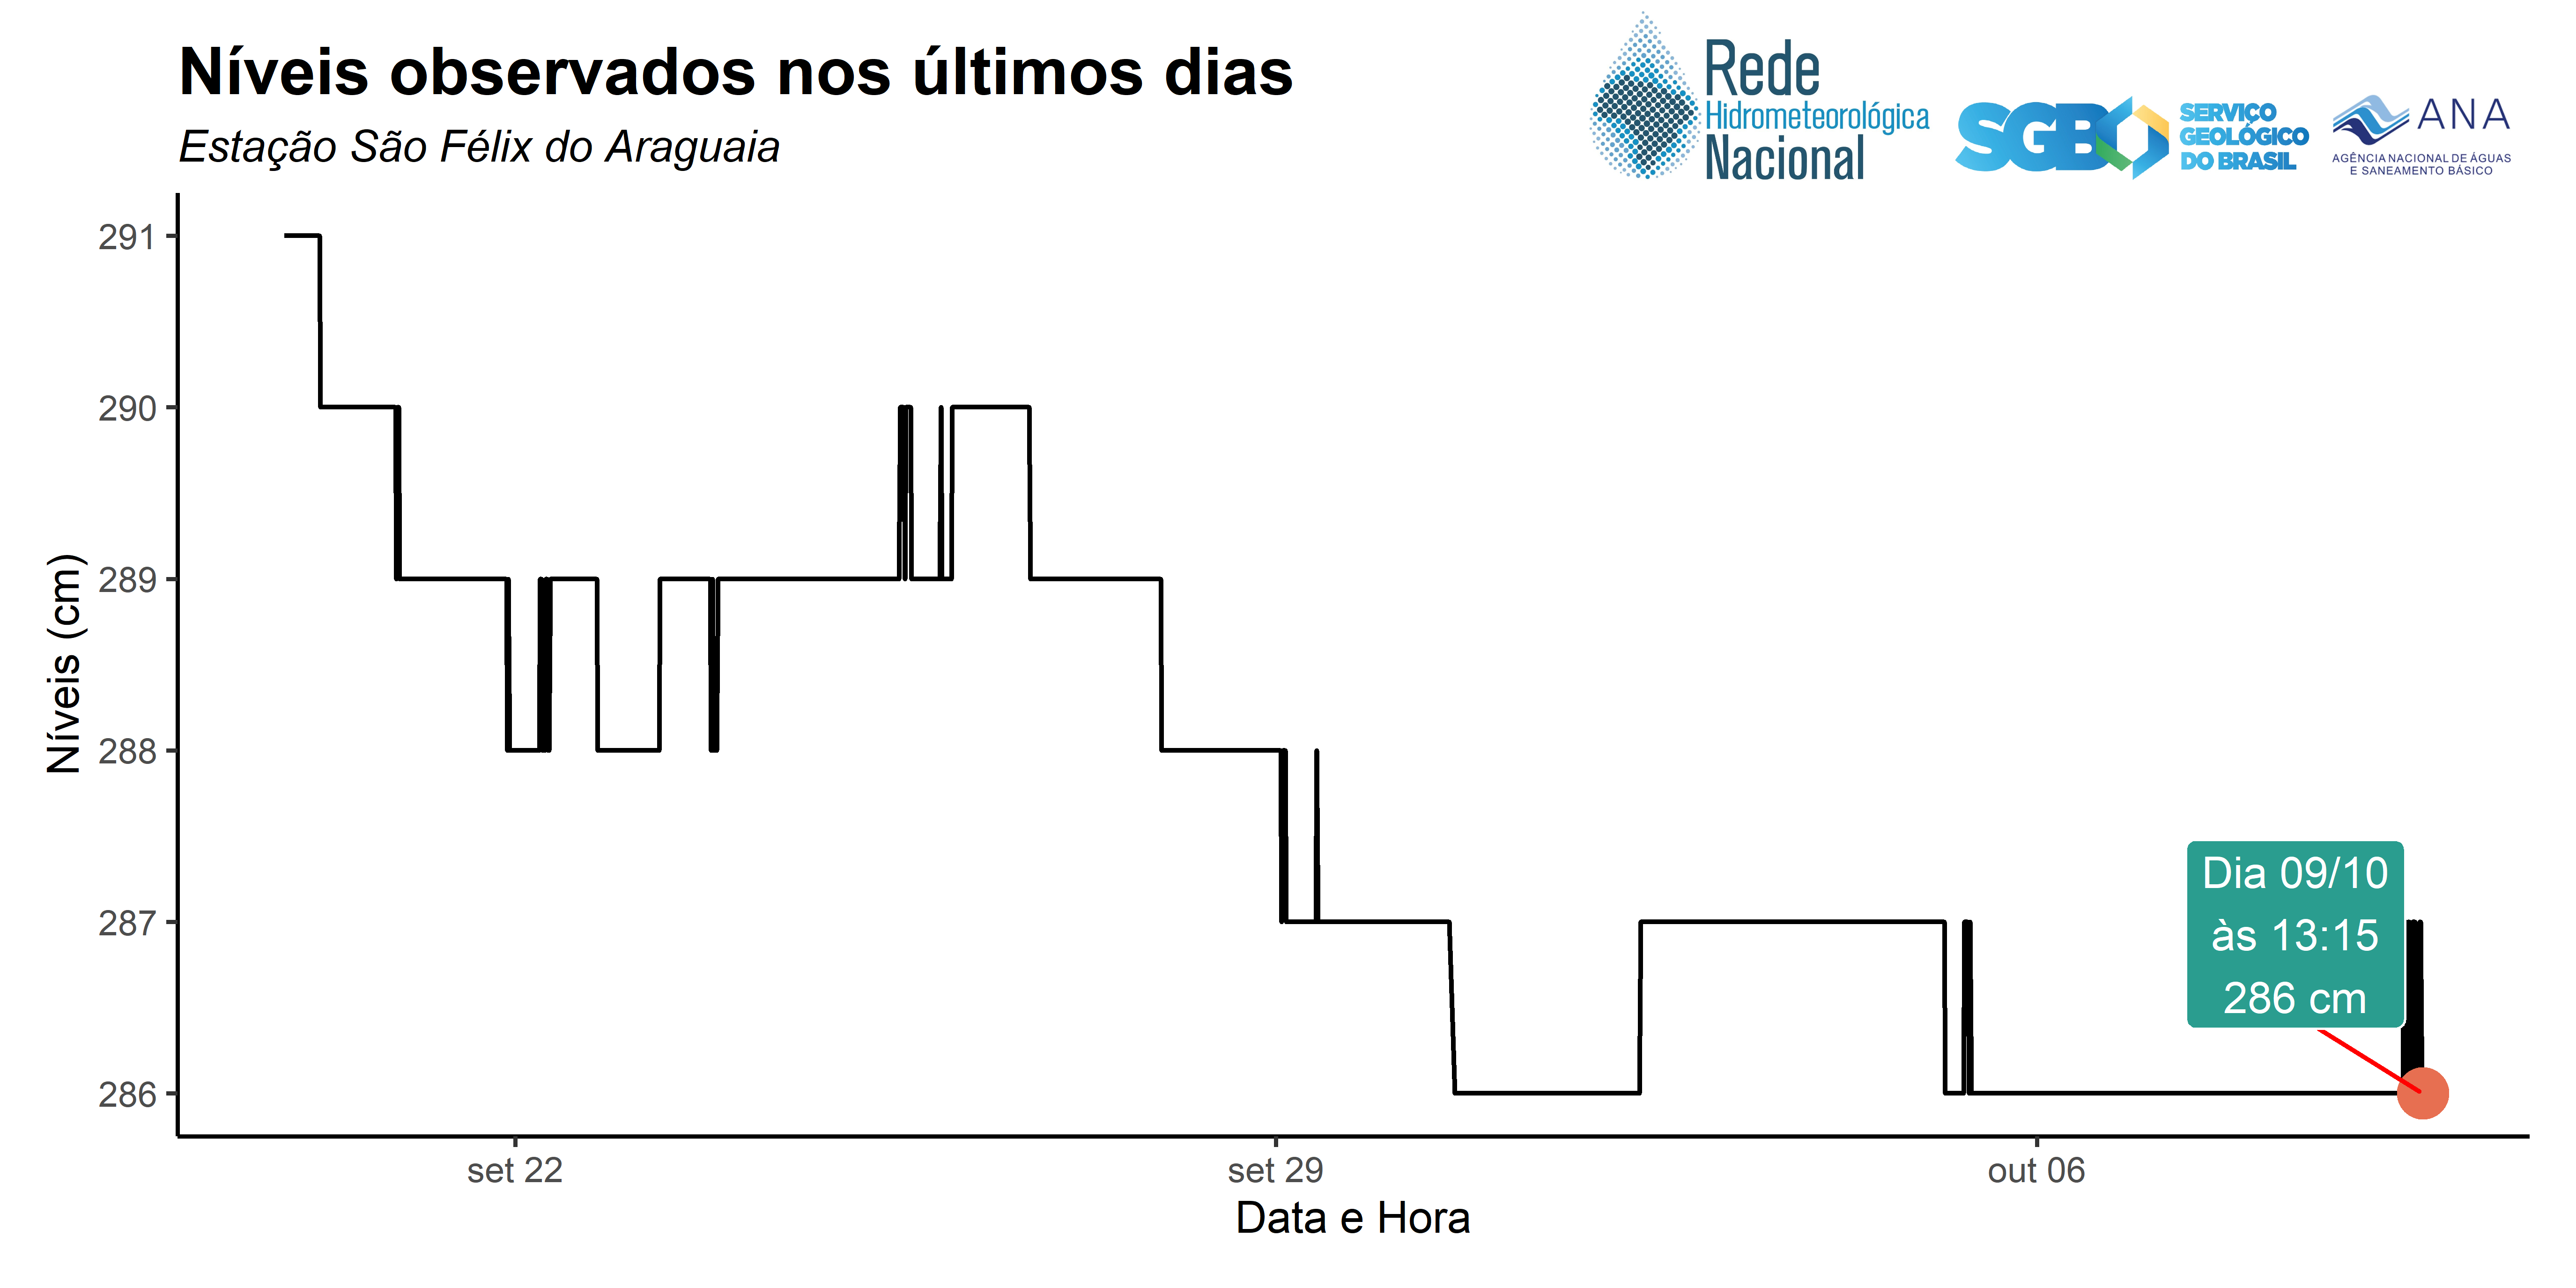 Níveis observados nos últimos dias
Estação São Félix do Araguaia
Rede
Hidrometeorológica
Nacional
SGB
SERVIÇO
GEOLÓGICO
DO BRASIL
ANA
AGÊNCIA NACIONAL DE ÁGUAS
E SANEAMENTO BÁSICO
Níveis (cm)
291
290
289
288
287
286
Dia 09/10
às 13:15
286 cm
set 22
set 29
out 06
Data e Hora